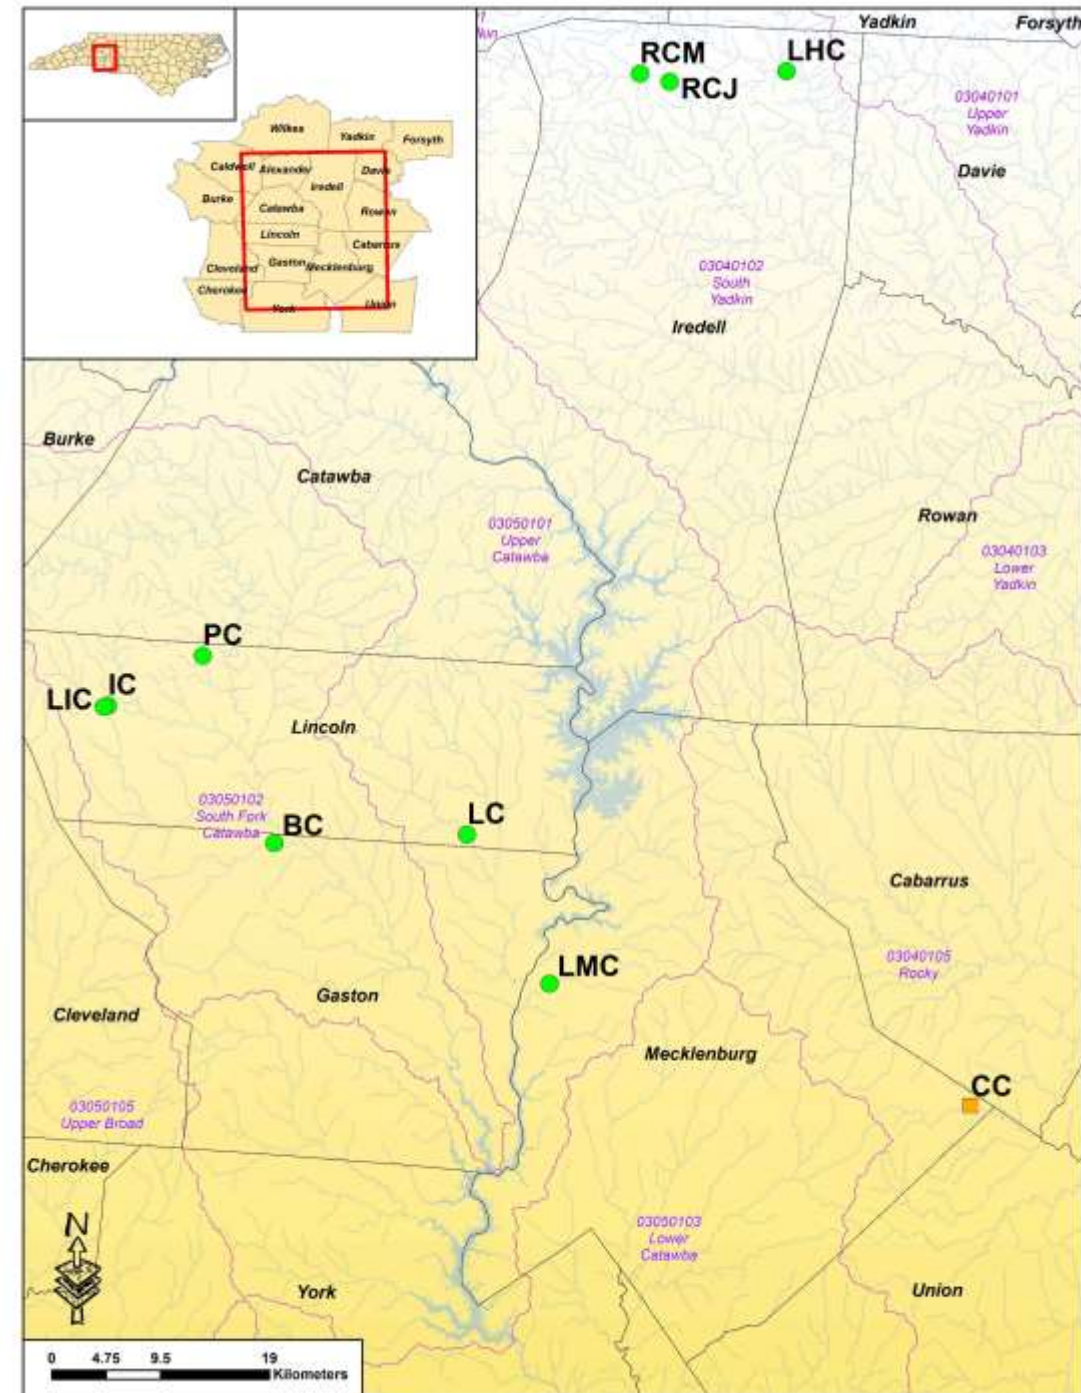 Wilkes
Yadkin
Forsyth
Caldwell
Alexander
Davie
Iredell
Burke
Catawba
Rowan
Lincoln
Cabarrus
Gaston
Mecklenburg
Cleveland
Cherokee
York
Union
Yadkin
Forsyth
RCM
LHC
RCJ
03040101
Upper
Yadkin
Davie
03040102
South
Yadkin
Iredell
Burke
Catawba
03050101
Upper
Catawba
Rowan
03040103
Lower
Yadkin
PC
IC
LIC
Lincoln
03050102
South Fork
Catawba
BC
LC
Cabarrus
03040105
Rocky
LMC
Gaston
Cleveland
Mecklenburg
CC
03050105
Upper Broad
Cherokee
N
03050103
Lower
Catawba
York
Union
0 4.75 9.5 19
Kilometers